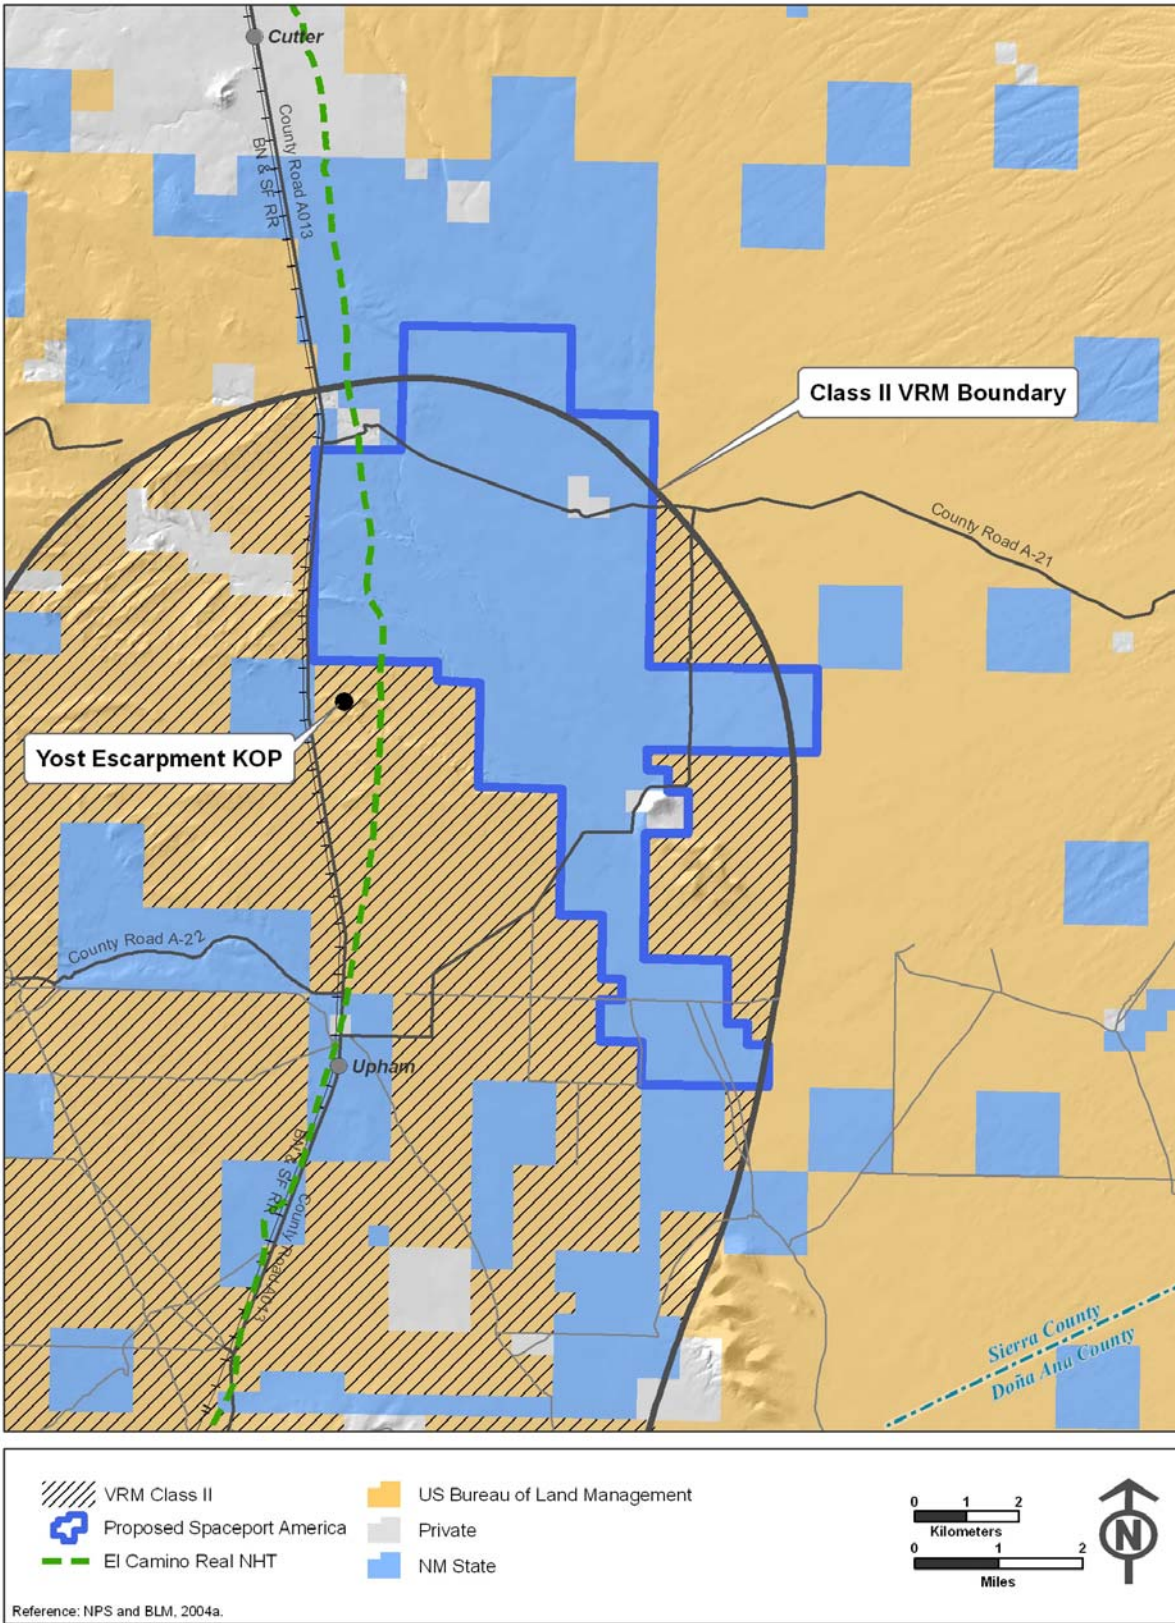 Cutter
County Road A013
BN & SF RR
Class II VRM Boundary
County Road A-21
Yost Escarpment KOP
County Road A-22
Upham
BN & SF RR
County Road A013
Sierra County
Doña Ana County
VRM Class II
Proposed Spaceport America
El Camino Real NHT
US Bureau of Land Management
Private
NM State
0 1 2
Kilometers
0 1 2
Miles
N
Reference: NPS and BLM, 2004a.